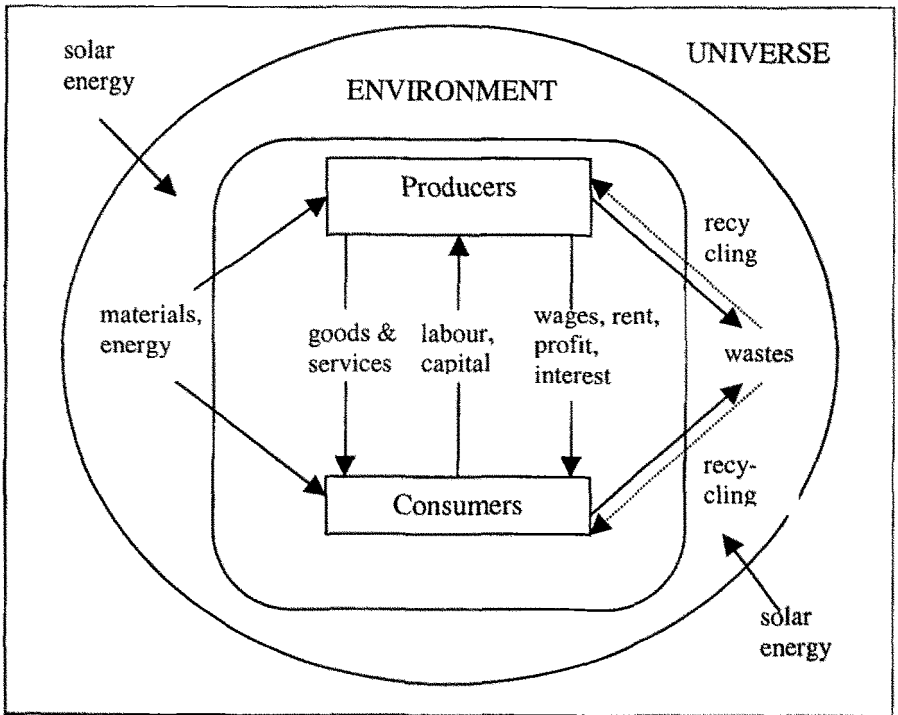 solar
energy
UNIVERSE
ENVIRONMENT
Producers
recy
cling
materials,
energy
goods &
services
labour,
capital
wages, rent,
profit,
interest
wastes
recy-
cling
Consumers
solar
energy